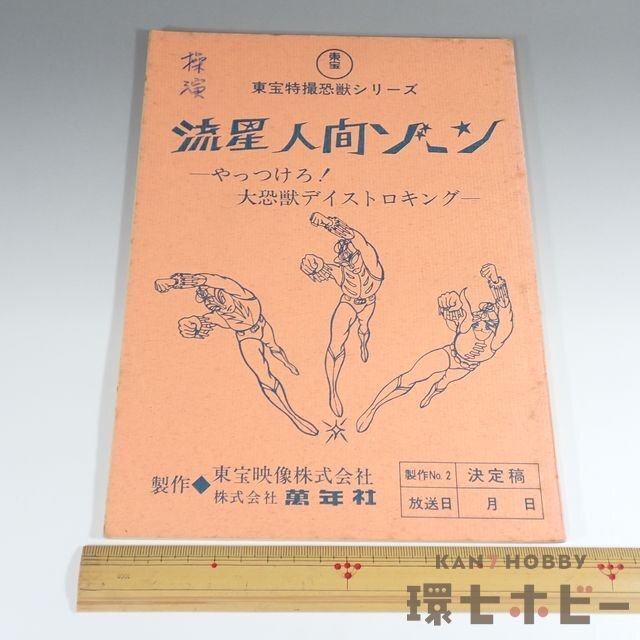 操演
東宝
東宝特撮恐獣シリーズ
流星人間ゾーン
—やっつけろ!
大恐獣デイストロキング—
製作◆東宝映像株式会社
株式会社 萬年社
製作No. 2 決定稿
放送日 月 日
KAN7HOBBY
環七ホビー